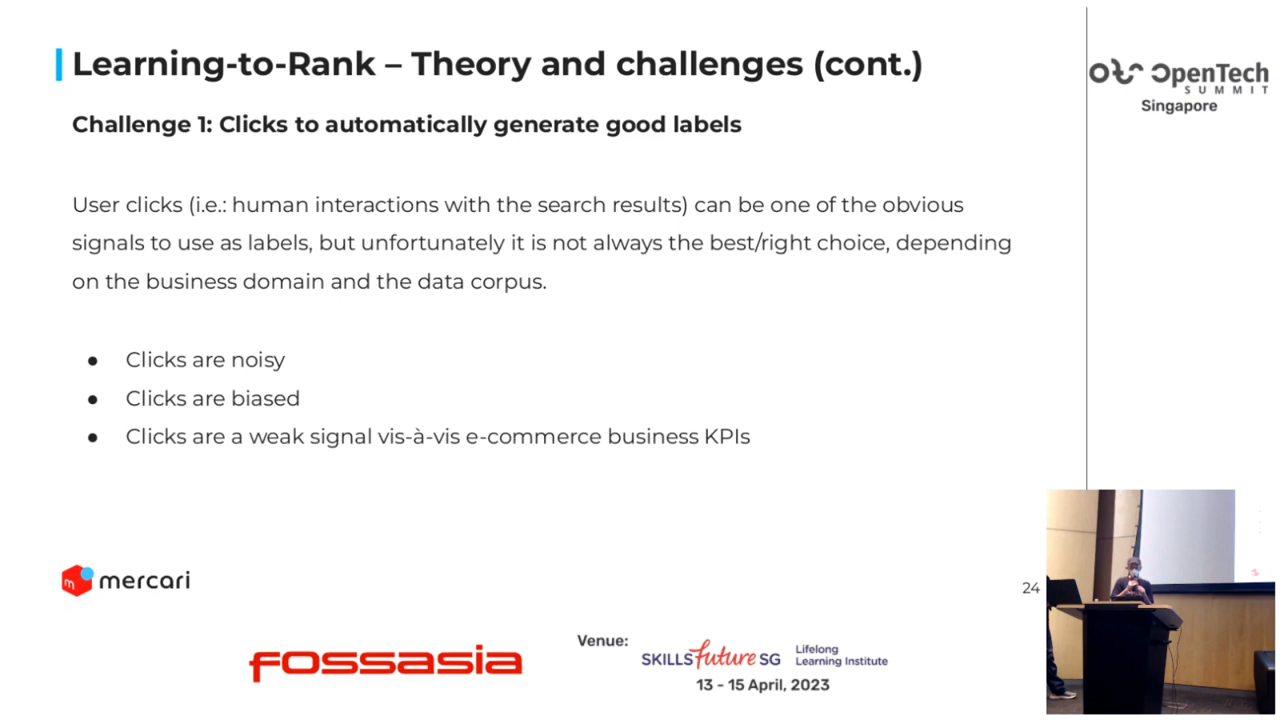 Learning-to-Rank – Theory and challenges (cont.)
Challenge 1: Clicks to automatically generate good labels
User clicks (i.e.: human interactions with the search results) can be one of the obvious
signals to use as labels, but unfortunately it is not always the best/right choice, depending
on the business domain and the data corpus.
● Clicks are noisy
● Clicks are biased
● Clicks are a weak signal vis-à-vis e-commerce business KPIs
OpenTech
SUMMIT
Singapore
m mercari
24
fossasia
Venue:
SKILLSfuture SG
Lifelong
Learning Institute
13 - 15 April, 2023